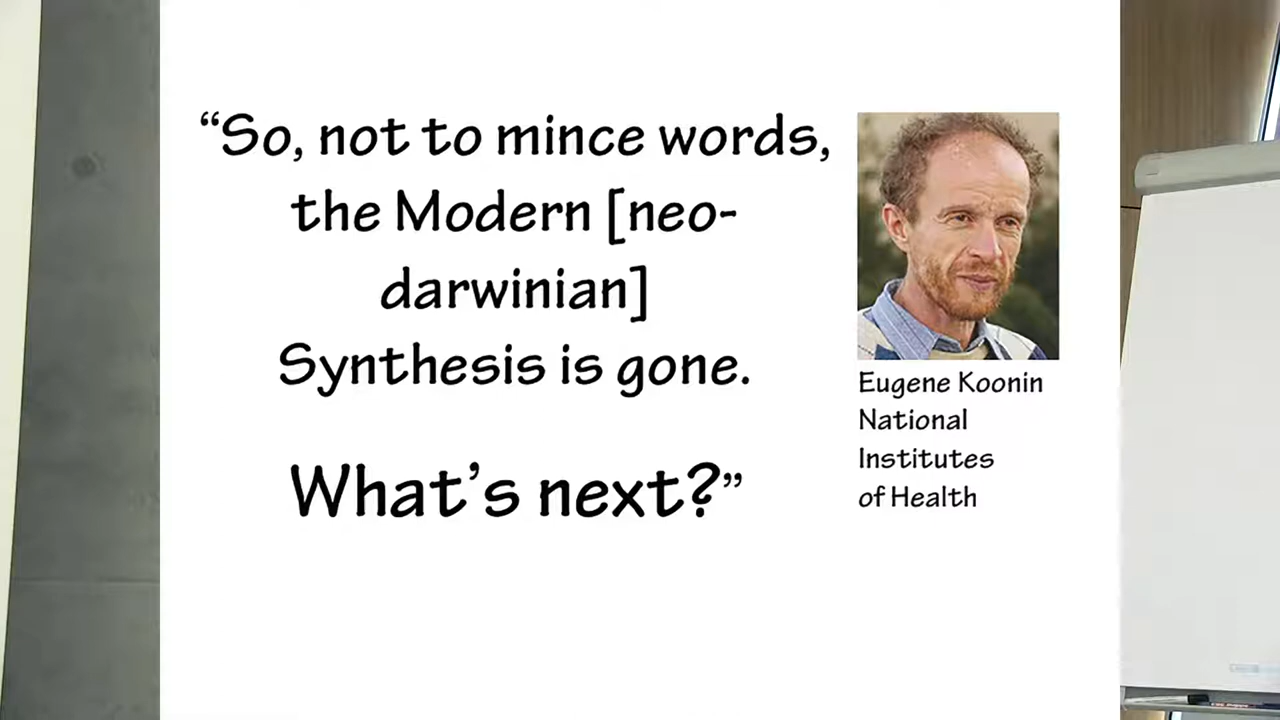 “So, not to mince words,
the Modern [neo-
darwinian]
Synthesis is gone.
What’s next?”
Eugene Koonin
National
Institutes
of Health